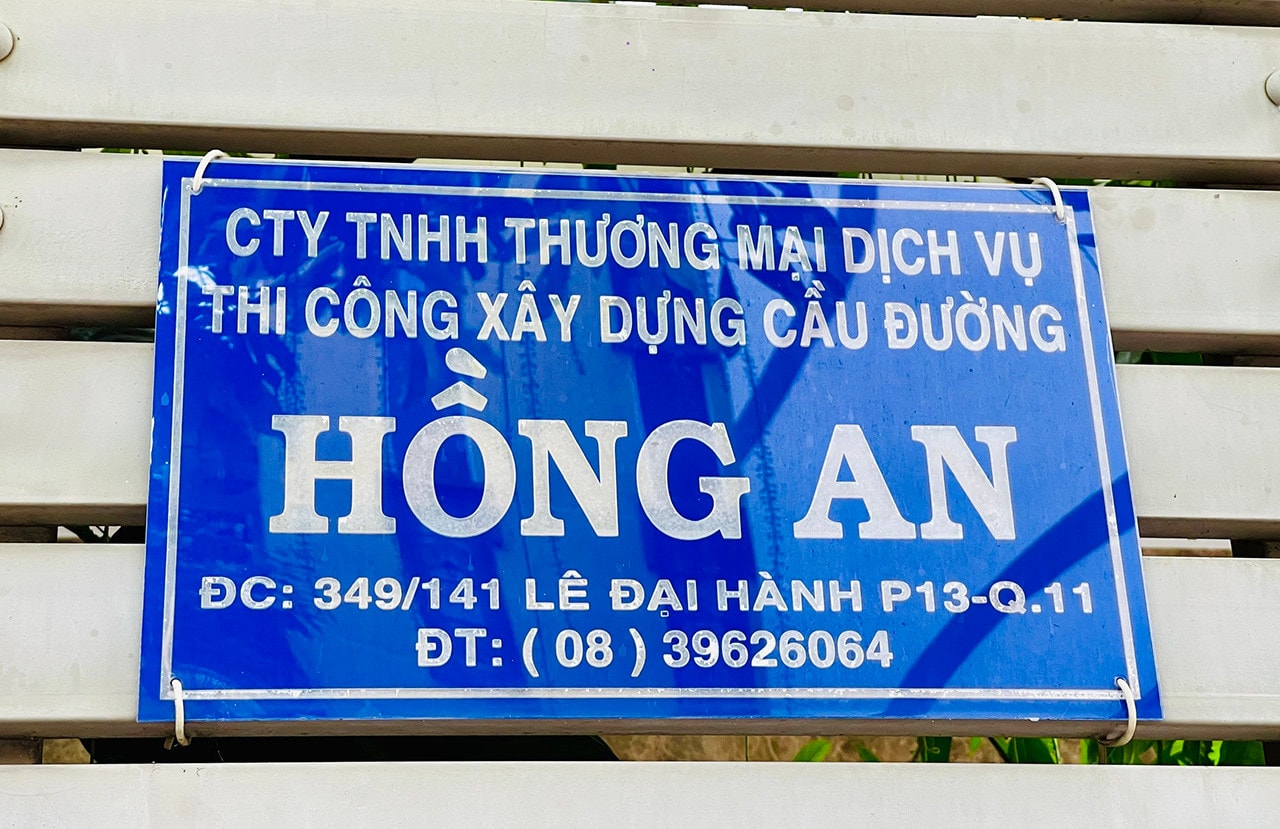 CTY TNHH THƯƠNG MẠI DỊCH VỤ
THI CÔNG XÂY DỰNG CẦU ĐƯỜNG
HỒNG AN
ĐC: 349/141 LÊ ĐẠI HÀNH P13-Q.11
ĐT: ( 08 ) 39626064